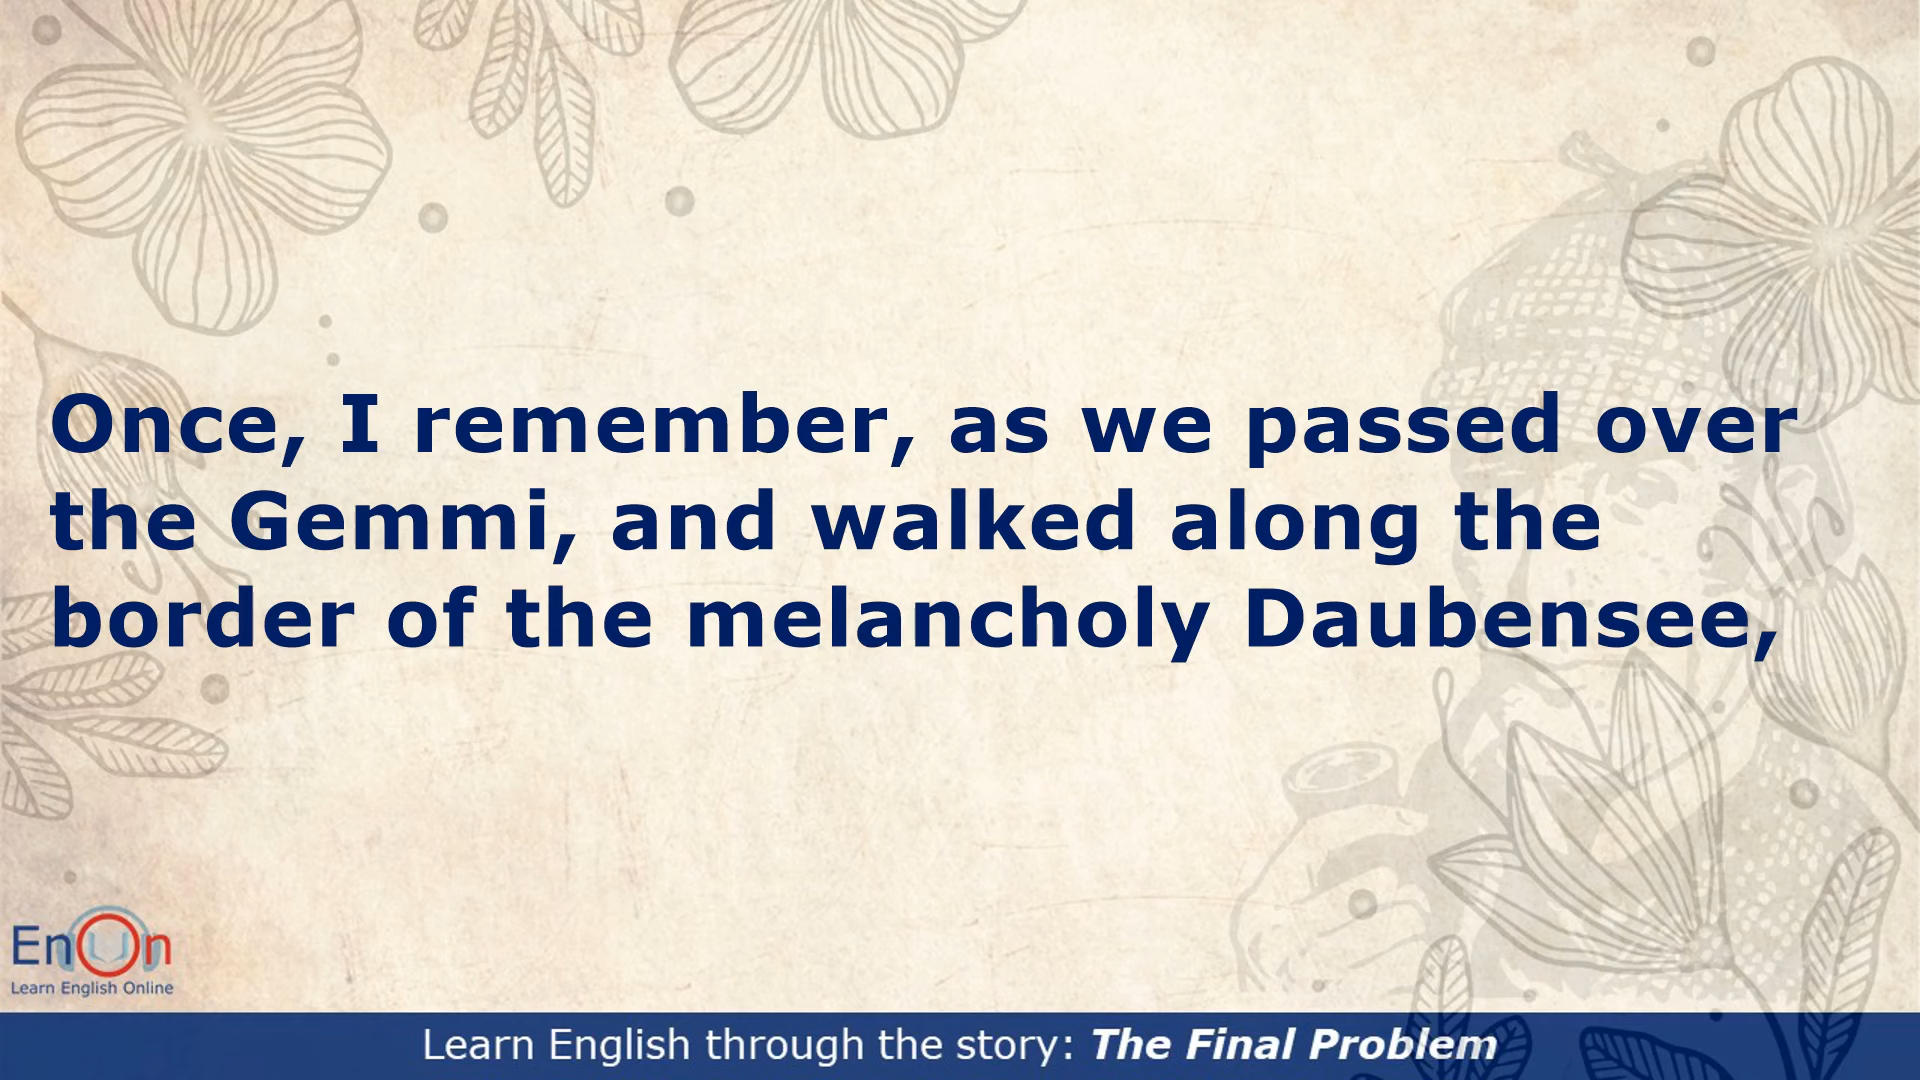 Once, I remember, as we passed over
the Gemmi, and walked along the
border of the melancholy Daubensee,
EnOn
Learn English Online
Learn English through the story: The Final Problem